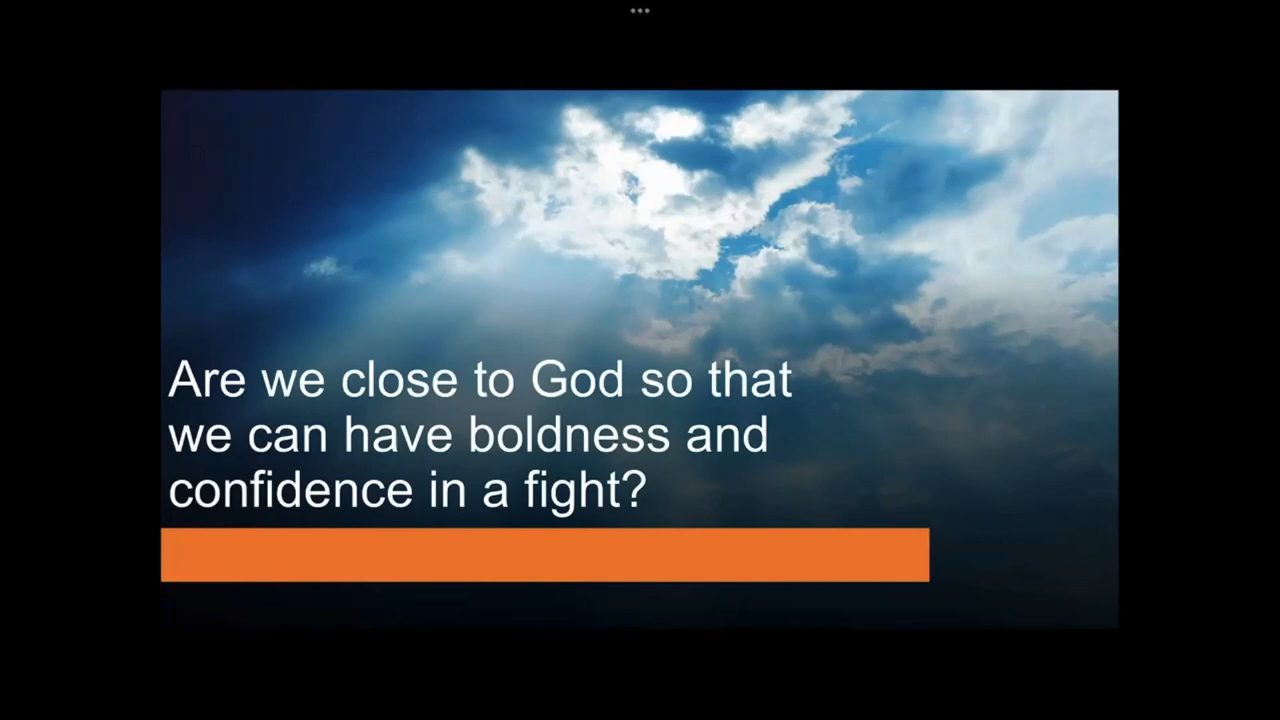 Are we close to God so that
we can have boldness and
confidence in a fight?